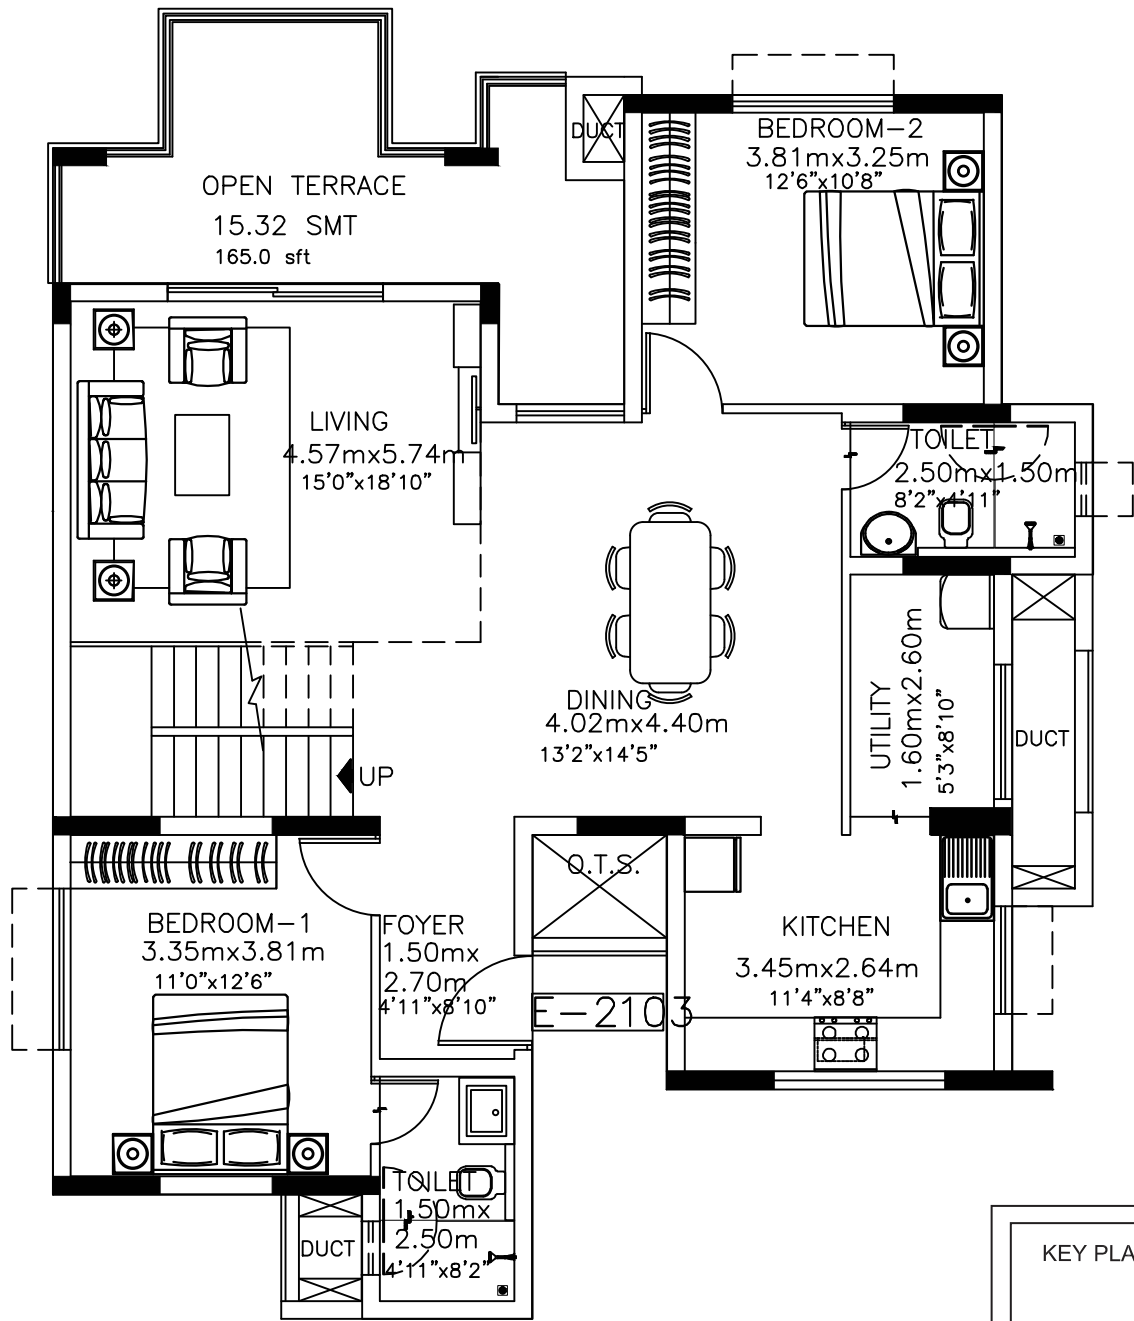 DUCT
BEDROOM-2
3.81mx3.25m
12'6"x10'8"
OPEN TERRACE
15.32 SMT
165.0 sft
LIVING
4.57mx5.74m
15'0"x18'10"
TOILET
2.50mx1.50m
8'2"x4'11"
DINING
4.02mx4.40m
13'2"x14'5"
UTILITY
1.60mx2.60m
5'3"x8'10"
DUCT
UP
O.T.S.
BEDROOM-1
3.35mx3.81m
11'0"x12'6"
FOYER
1.50mx
2.70m
4'11"x8'10"
KITCHEN
3.45mx2.64m
11'4"x8'8"
E-2103
TOILET
1.50mx
2.50m
4'11"x8'2"
DUCT
KEY PLA